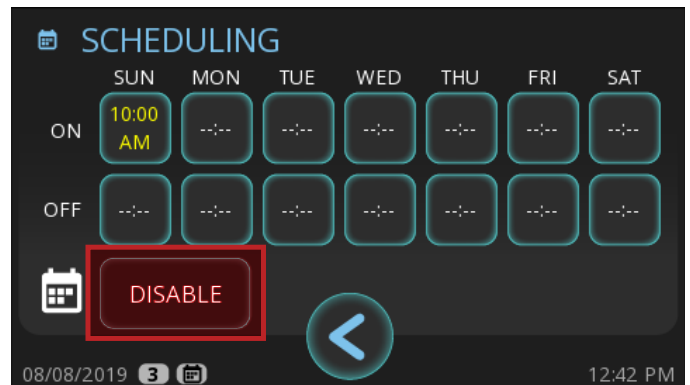 SCHEDULING
SUN MON TUE WED THU FRI SAT
ON 10:00 AM --:-- --:-- --:-- --:-- --:-- --:--
OFF --:-- --:-- --:-- --:-- --:-- --:-- --:--
DISABLE
08/08/2019 3 12:42 PM